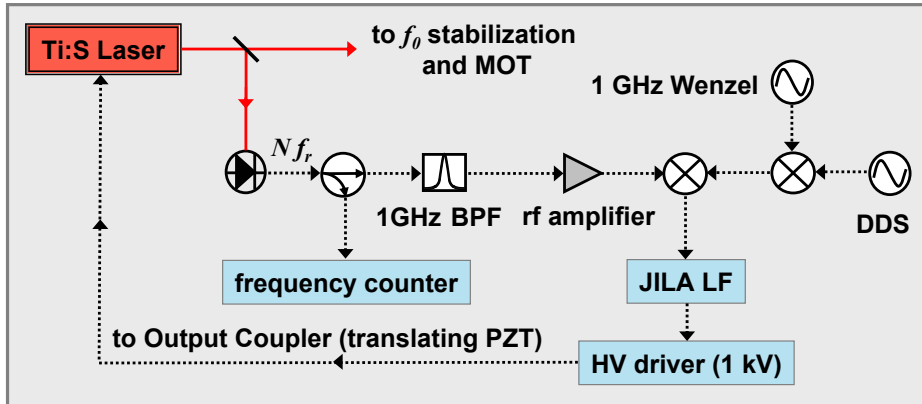 Ti:S Laser
to f0 stabilization
and MOT
1 GHz Wenzel
N fr
1GHz BPF
rf amplifier
DDS
frequency counter
JILA LF
to Output Coupler (translating PZT)
HV driver (1 kV)